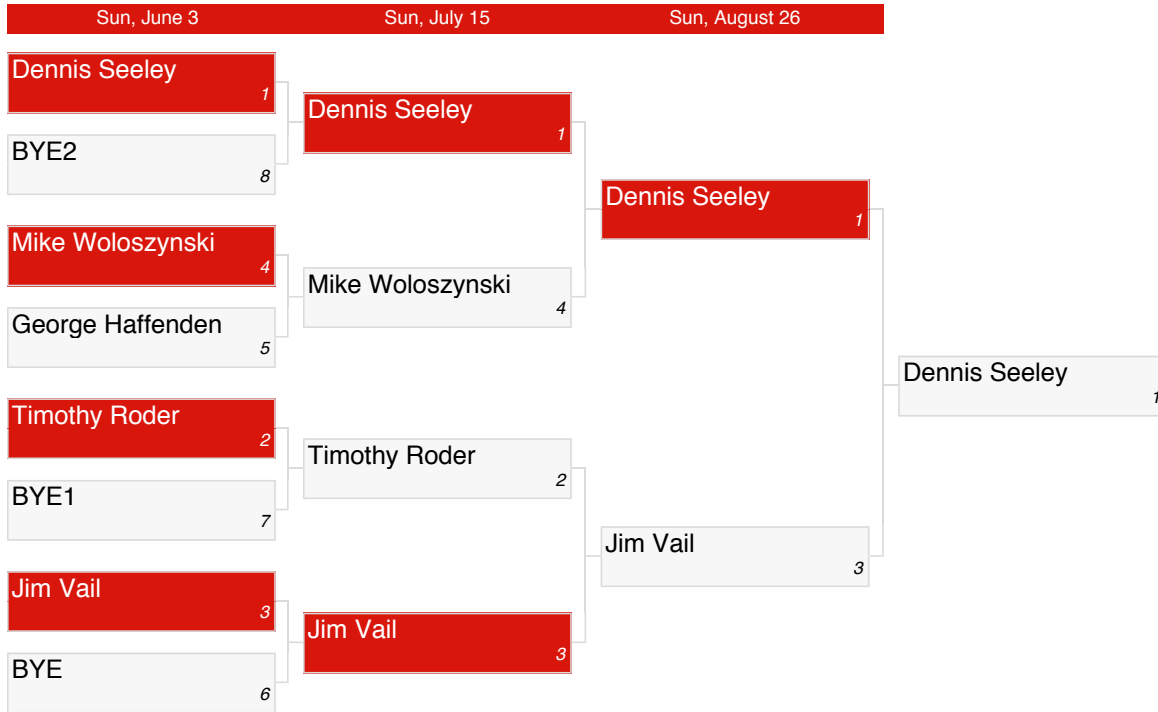 Sun, June 3
Sun, July 15
Sun, August 26
Dennis Seeley
1
BYE2
8
Mike Woloszynski
4
George Haffenden
5
Timothy Roder
2
BYE1
7
Jim Vail
3
BYE
6
Dennis Seeley
1
Mike Woloszynski
4
Timothy Roder
2
Jim Vail
3
Dennis Seeley
1
Jim Vail
3
Dennis Seeley
1